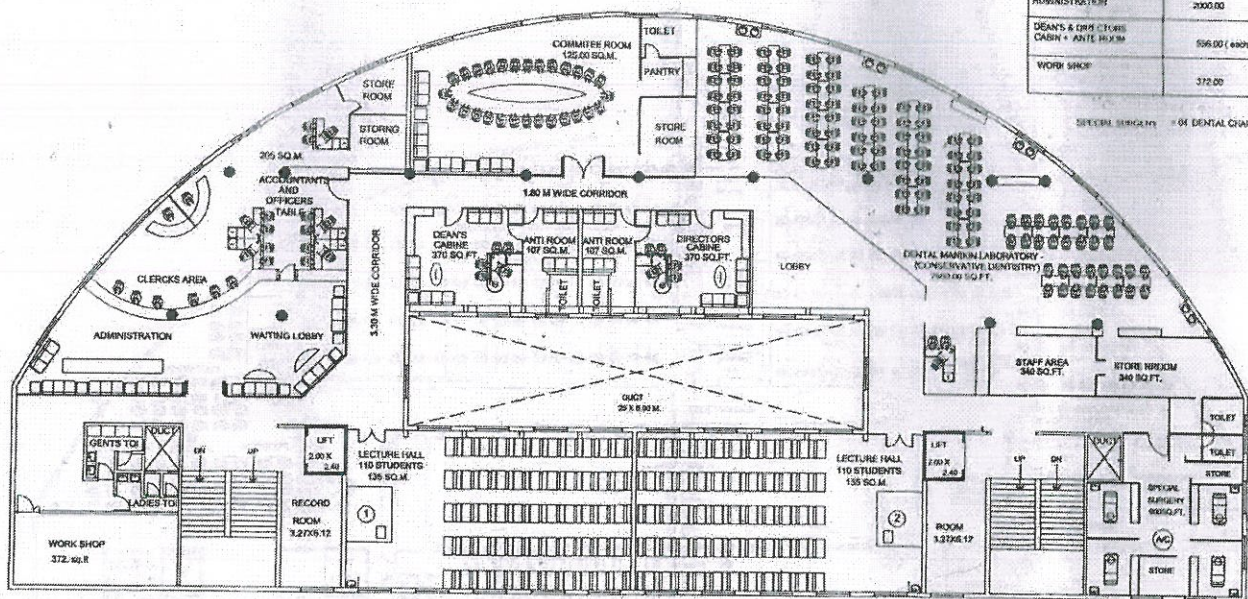 ADMINISTRATION
2000.00
DEAN'S & DIRECTORS
CABIN + ANTE ROOM
WORK SHOP
372.00
SPECIAL SURGERY = 04 DENTAL CHAI
TOILET
COMMITEE ROOM
125.00 SQ.M.
PANTRY
STORE
ROOM
STORNG
ROOM
STORE
ROOM
205 SQ.M.
ACCOUNTANTS
AND
OFFICERS
TABLE
1.80 M WIDE CORRIDOR
DEAN'S
CABINE
370 SQ.FT
ANTI ROOM
107 SQ.M.
ANTI ROOM
107 SQ.M.
DIRECTORS
CABINE
370 SQ.FT.
TOILET
TOILET
LOBBY
DENTAL MANIKIN LABORATORY -
(CONSERVATIVE DENTISTRY)
CLERCKS AREA
3.30 M WIDE CORRIDOR
ADMINISTRATION
WAITING LOBBY
STAFF AREA
340 SQ.FT.
STORE RROOM
340 SQ.FT.
DUCT
GENTS TOI
DUCT
LADIES TOI
DN
UP
LIFT
2.00 X
2.40
LECTURE HALL
110 STUDENTS
135 SQ.M.
RECORD
ROOM
3.27X6.12
1
WORK SHOP
372. sq.ft
LECTURE HALL
110 STUDENTS
135 SQ.M.
2
LIFT
2.00 X
2.40
ROOM
3.27X6.12
UP
DN
DUCT
TOILET
TOILET
STORE
SPECIAL
SURGERY
A/C
STORE